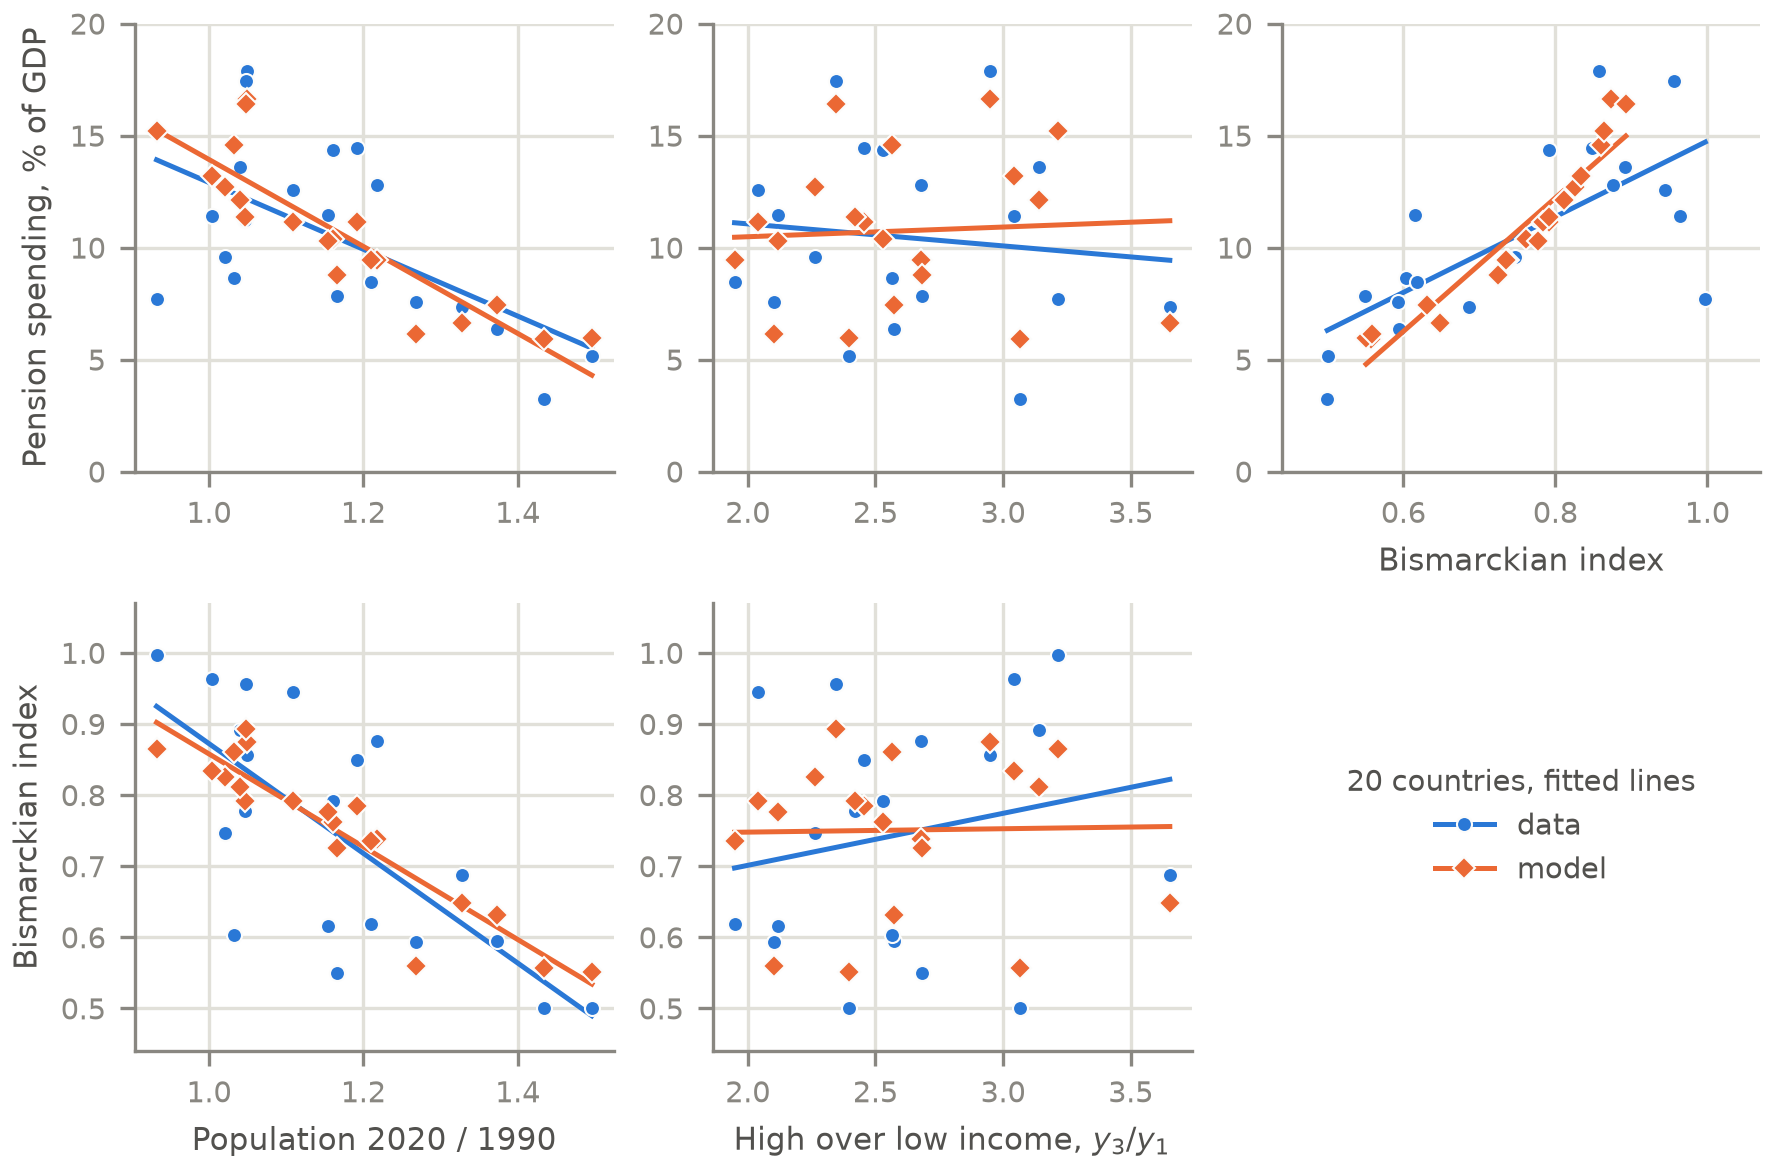 Pension spending, % of GDP
20
15
10
5
0
1.0 1.2 1.4
20
15
10
5
0
2.0 2.5 3.0 3.5
20
15
10
5
0
0.6 0.8 1.0
Bismarckian index
Bismarckian index
1.0
0.9
0.8
0.7
0.6
0.5
1.0 1.2 1.4
Population 2020 / 1990
1.0
0.9
0.8
0.7
0.6
0.5
2.0 2.5 3.0 3.5
High over low income, y₃/y₁
20 countries, fitted lines
data
model